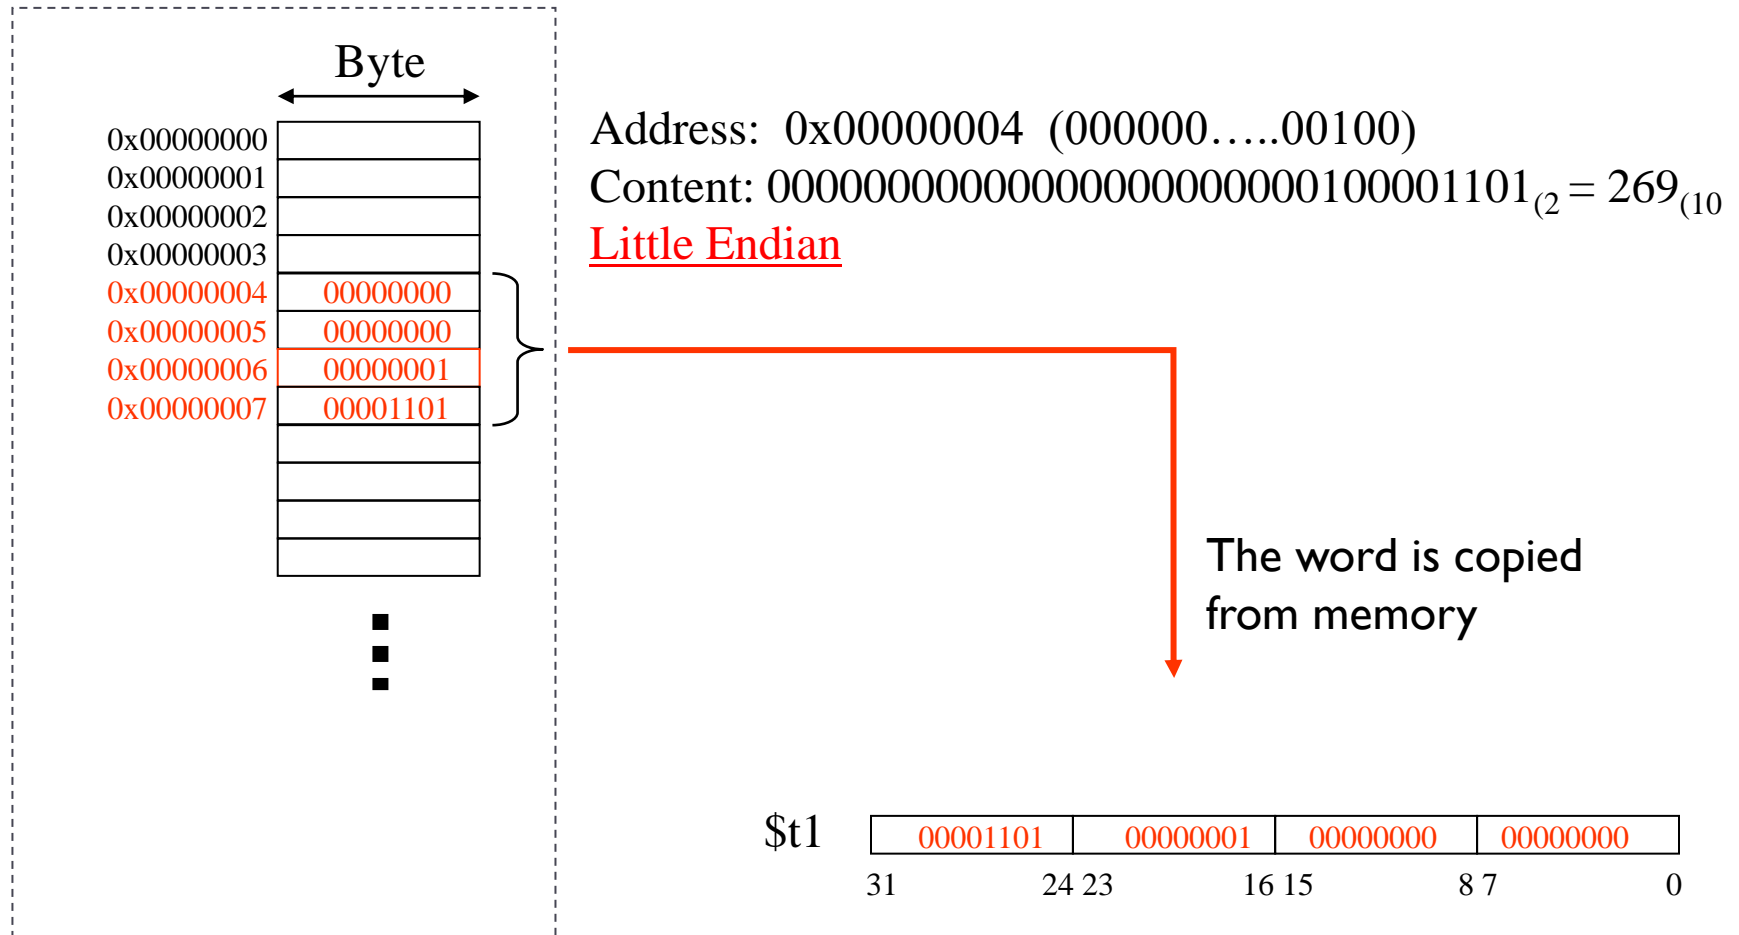 Byte
0x00000000
0x00000001
0x00000002
0x00000003
0x00000004 00000000
0x00000005 00000000
0x00000006 00000001
0x00000007 00001101
Address: 0x00000004 (000000…..00100)
Content: 00000000000000000000000100001101(2 = 269(10
Little Endian
The word is copied
from memory
$t1 00001101 00000001 00000000 00000000
31 24 23 16 15 8 7 0